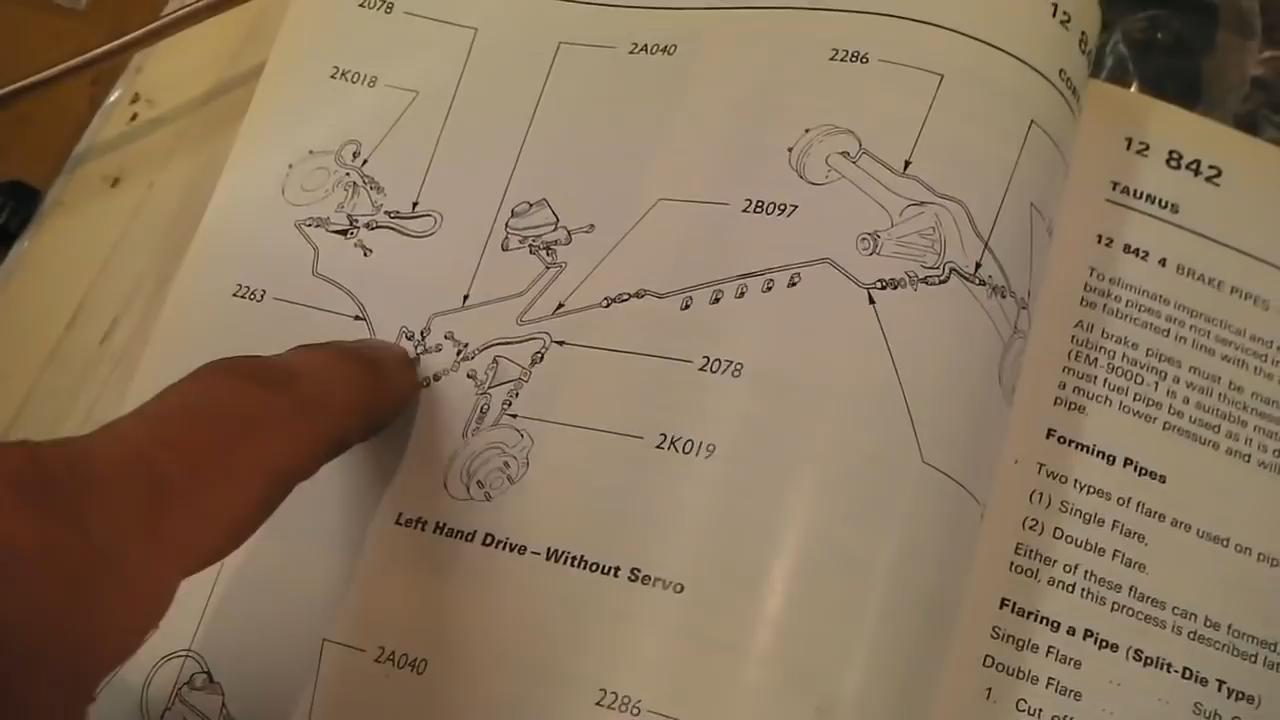 2078
2A040
2K018
2286
2B097
2263
2078
2K019
Left Hand Drive – Without Servo
2A040
2286
12 84
12 842
TAUNUS
12 842 4 BRAKE PIPES
To eliminate impractical and
brake pipes are not serviced
be fabricated in line with the
All brake pipes must be
tubing having a wall thickness
(EM-900D-1 is a suitable
must fuel pipe be used as it is
a much lower pressure and will
pipe.
Forming Pipes
Two types of flare are used on
(1) Single Flare,
(2) Double Flare.
Either of these flares can be formed
tool, and this process is described
Flaring a Pipe (Split-Die Type)
Single Flare .. .. Sub
Double Flare ..
1. Cut